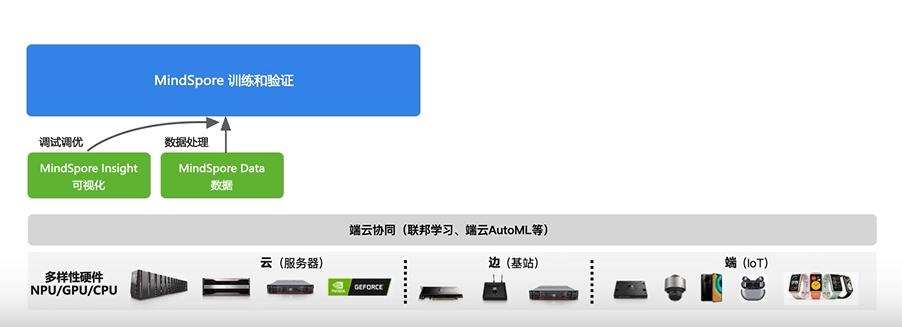 MindSpore 训练和验证
调试调优
数据处理
MindSpore Insight
可视化
MindSpore Data
数据
端云协同（联邦学习、端云AutoML等）
多样性硬件
NPU/GPU/CPU
云（服务器）
边（基站）
端（IoT）
NVIDIA
GEFORCE